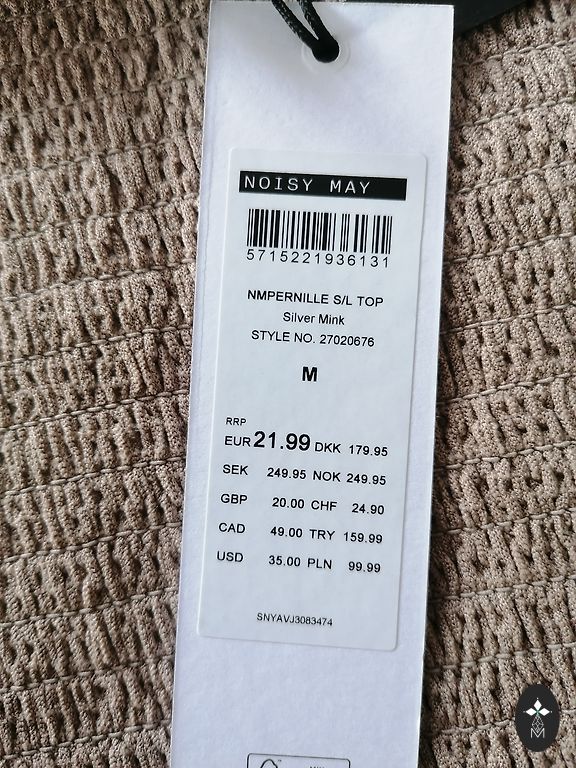 NOISY MAY
5715221936131
NMPERNILLE S/L TOP
Silver Mink
STYLE NO. 27020676
M
RRP
EUR 21.99 DKK 179.95
SEK 249.95 NOK 249.95
GBP 20.00 CHF 24.90
CAD 49.00 TRY 159.99
USD 35.00 PLN 99.99
SNYAVJ3083474
M